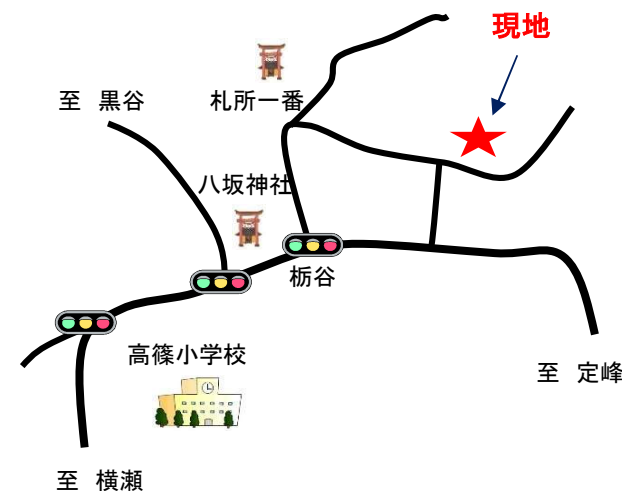 現地
至 黒谷
札所一番
八坂神社
栃谷
高篠小学校
至 定峰
至 横瀬